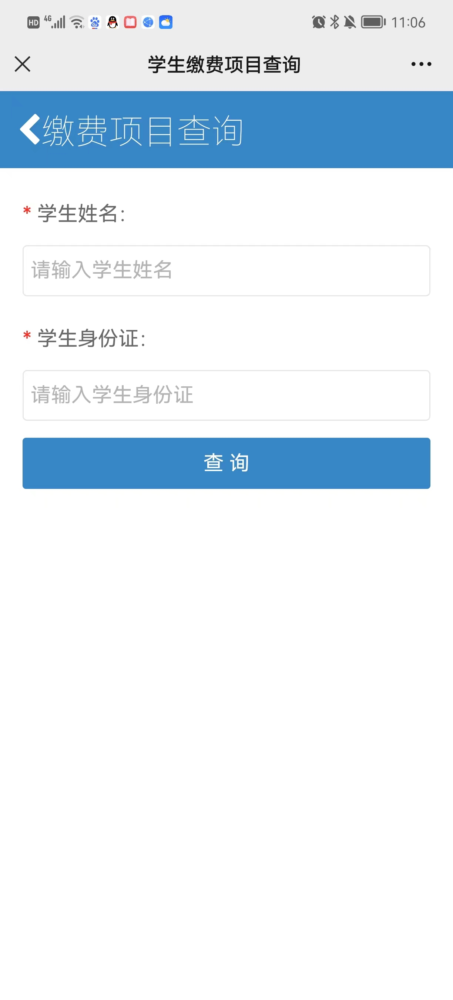 HD 4G 11:06
学生缴费项目查询
缴费项目查询
* 学生姓名:
请输入学生姓名
* 学生身份证:
请输入学生身份证
查 询